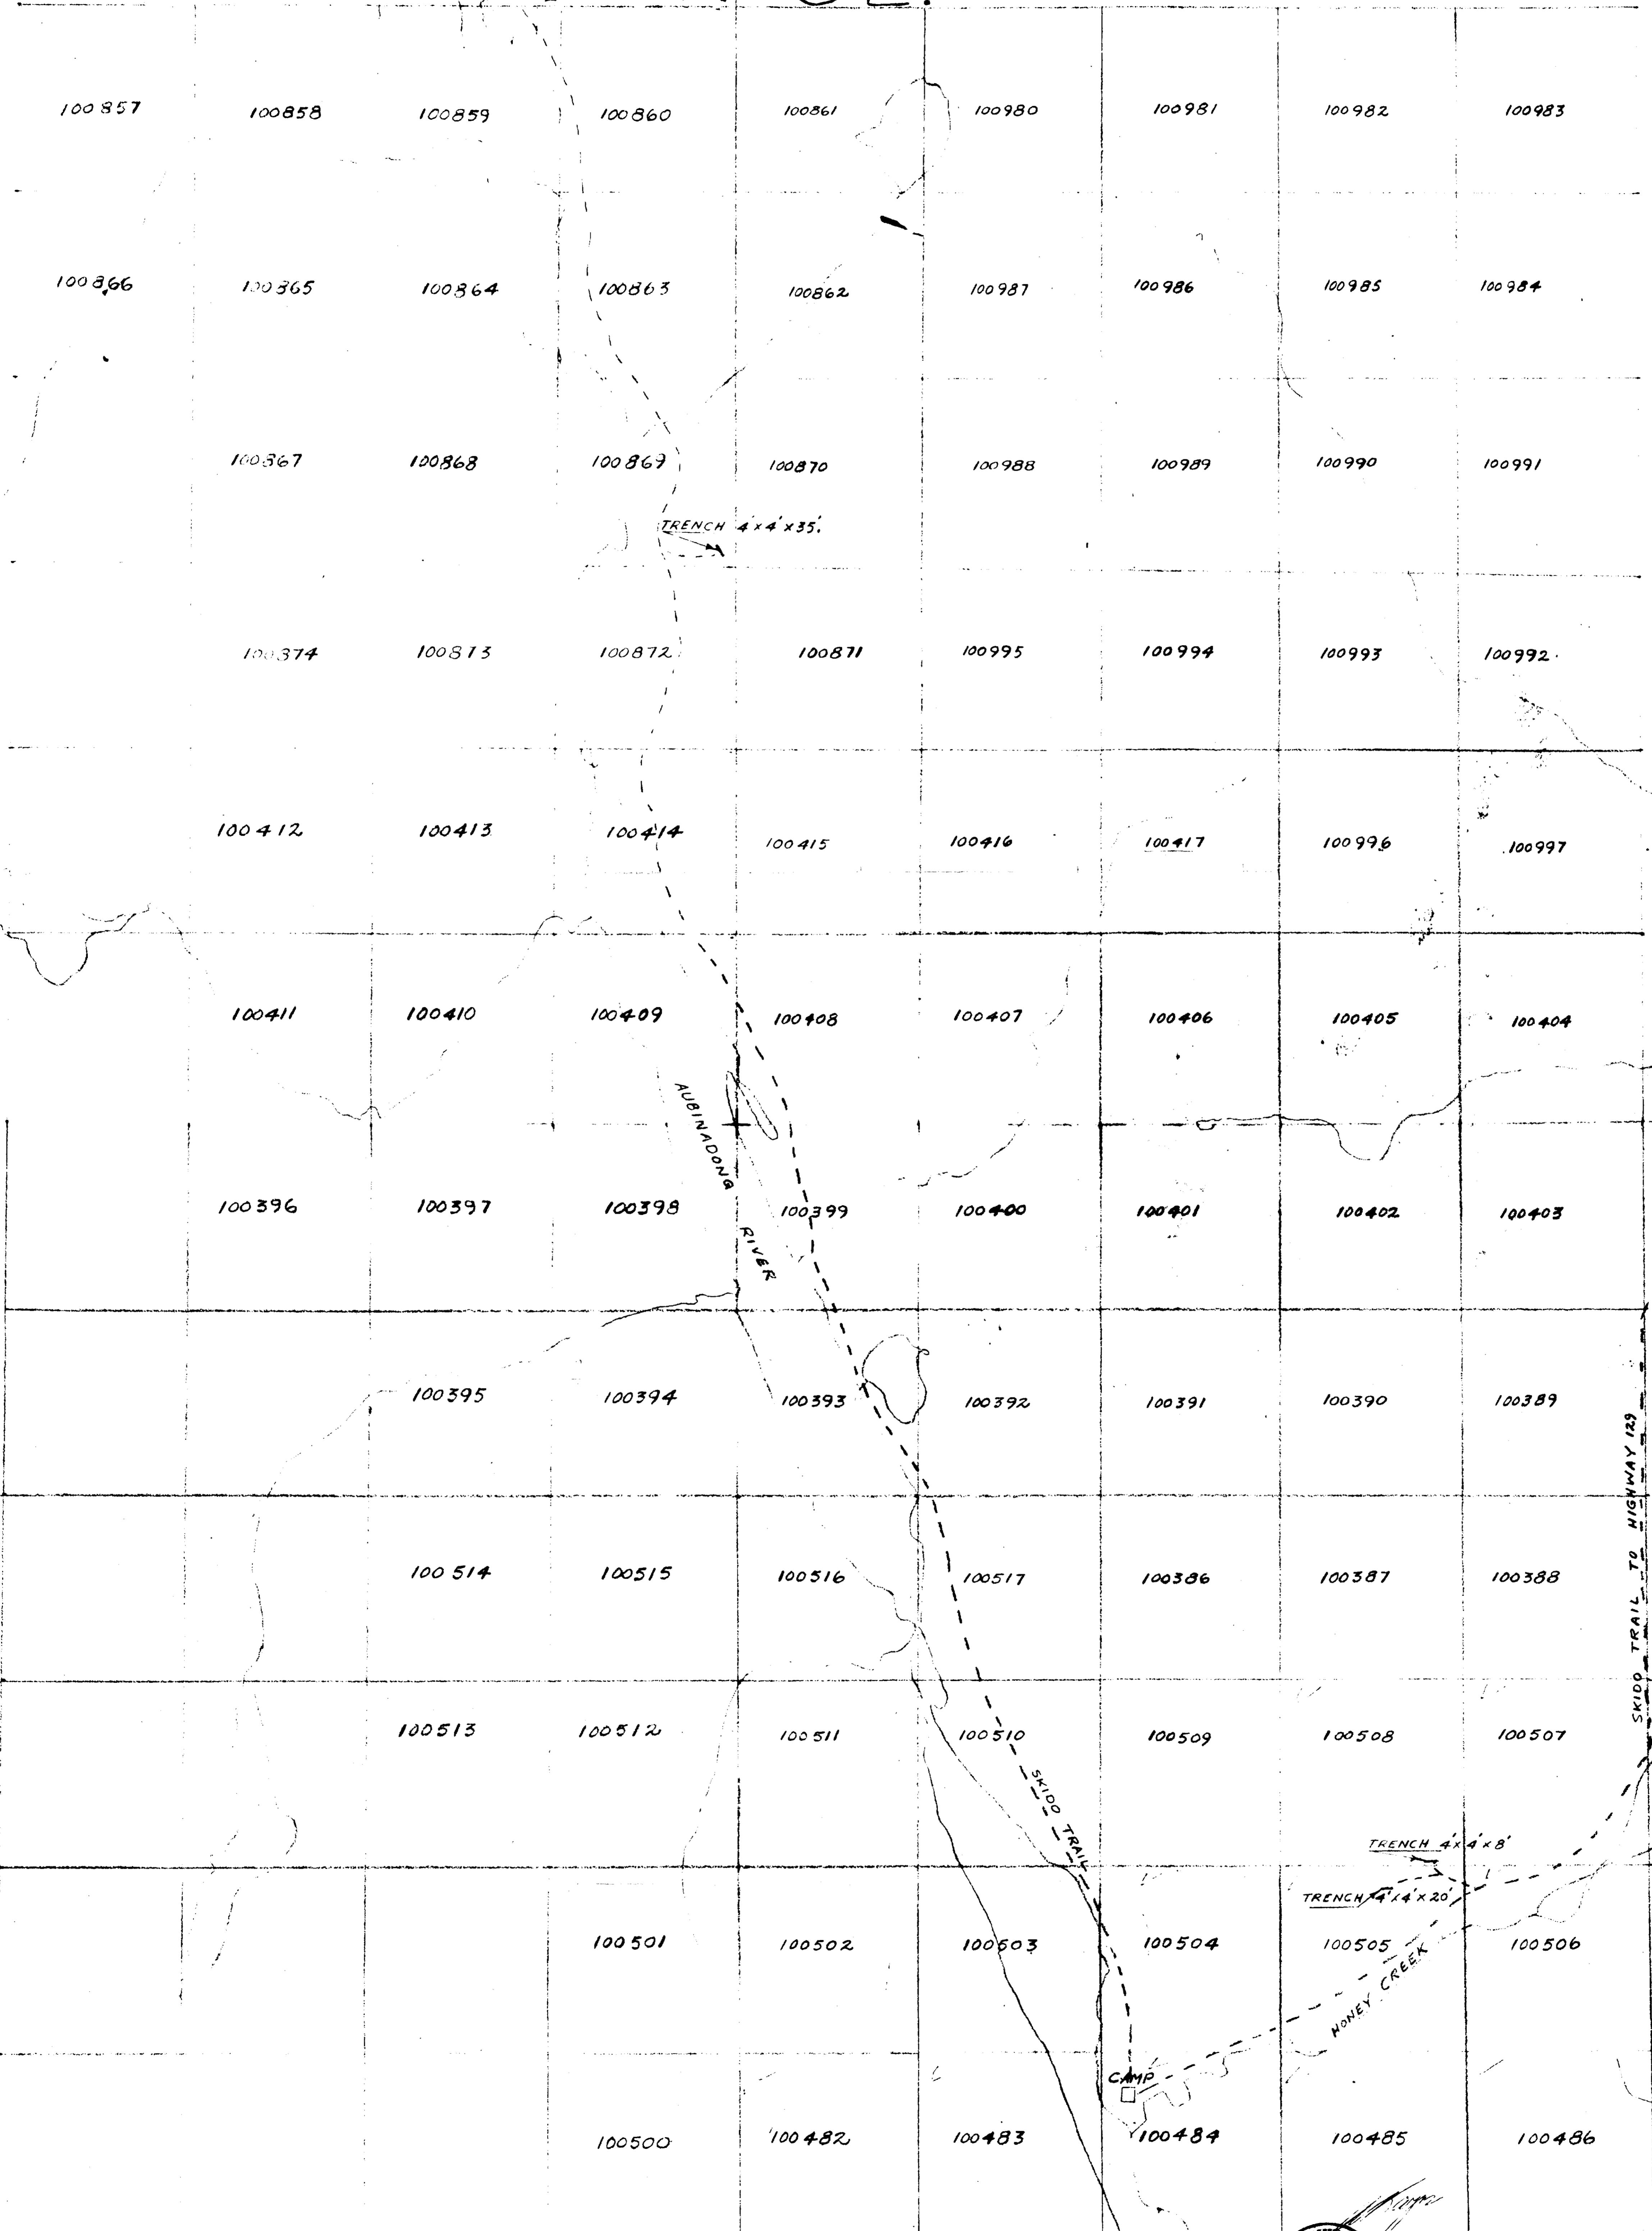 100857 100858 100859 100860 100861 100980 100981 100982 100983
100866 100865 100864 100863 100862 100987 100986 100985 100984
100867 100868 100869 100870 100988 100989 100990 100991
TRENCH 4'x4'x35'.
100874 100873 100872 100871 100995 100994 100993 100992
100412 100413 100414 100415 100416 100417 100996 100997
100411 100410 100409 100408 100407 100406 100405 100404
AUBINADONG RIVER
100396 100397 100398 100399 100400 100401 100402 100403
100395 100394 100393 100392 100391 100390 100389
SKIDO TRAIL TO HIGHWAY 129
100514 100515 100516 100517 100386 100387 100388
100513 100512 100511 100510 100509 100508 100507
SKIDO TRAIL
TRENCH 4'x4'x8'
TRENCH 4'x4'x20'
100501 100502 100503 100504 100505 100506
HONEY CREEK
CAMP
100500 100482 100483 100484 100485 100486